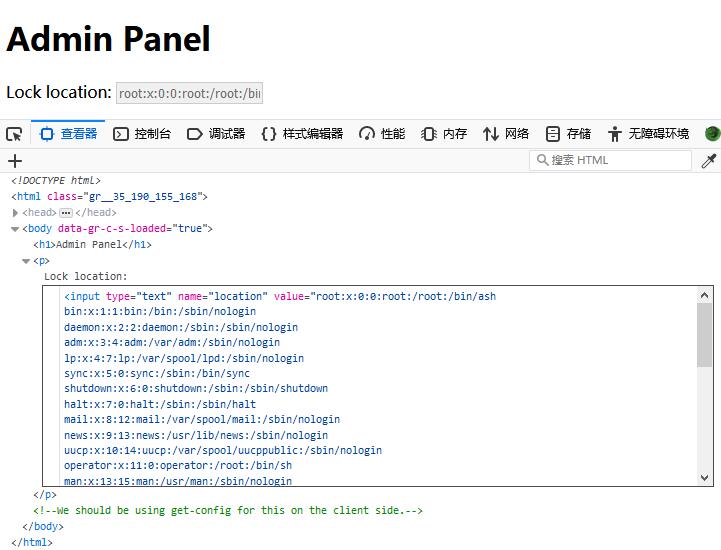 Admin Panel
Lock location: root:x:0:0:root:/root:/bi
查看器 控制台 调试器 样式编辑器 性能 内存 网络 存储 无障碍环境
搜索 HTML
<!DOCTYPE html>
<html class="gr__35_190_155_168">
<head></head>
<body data-gr-c-s-loaded="true">
<h1>Admin Panel</h1>
<p>
Lock location:
<input type="text" name="location" value="root:x:0:0:root:/root:/bin/ash
bin:x:1:1:bin:/bin:/sbin/nologin
daemon:x:2:2:daemon:/sbin:/sbin/nologin
adm:x:3:4:adm:/var/adm:/sbin/nologin
lp:x:4:7:lp:/var/spool/lpd:/sbin/nologin
sync:x:5:0:sync:/sbin:/bin/sync
shutdown:x:6:0:shutdown:/sbin:/sbin/shutdown
halt:x:7:0:halt:/sbin:/sbin/halt
mail:x:8:12:mail:/var/spool/mail:/sbin/nologin
news:x:9:13:news:/usr/lib/news:/sbin/nologin
uucp:x:10:14:uucp:/var/spool/uucppublic:/sbin/nologin
operator:x:11:0:operator:/root:/bin/sh
man:x:13:15:man:/usr/man:/sbin/nologin
</p>
<!--We should be using get-config for this on the client side.-->
</body>
</html>